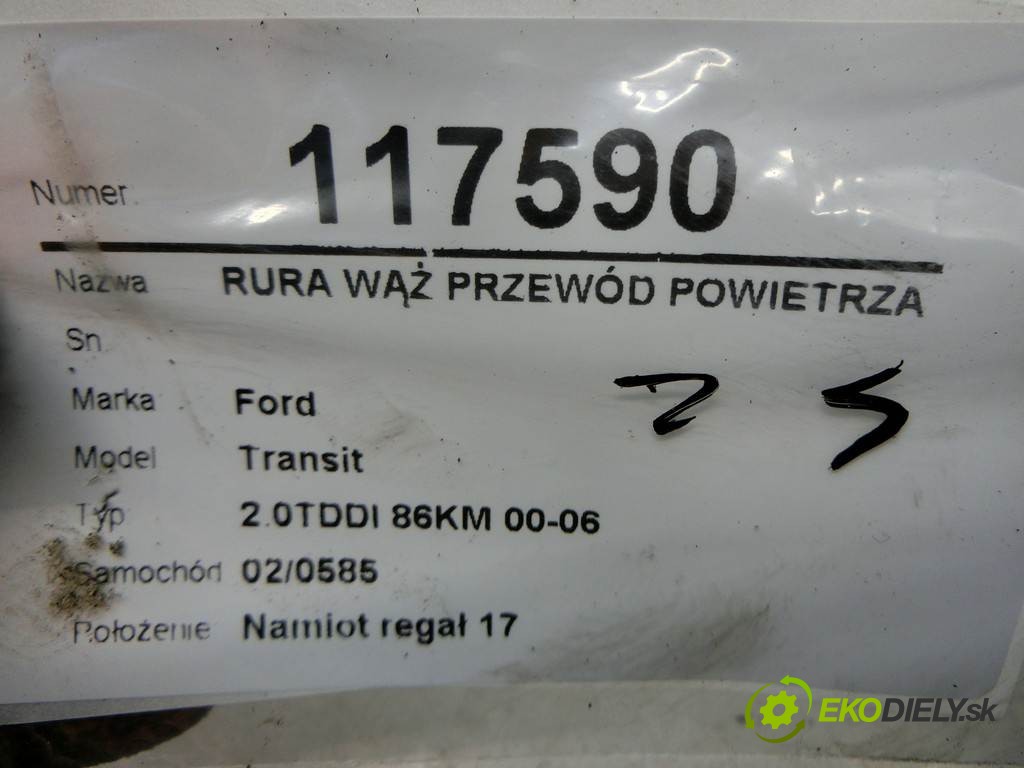 Numer: 117590
Nazwa RURA WĄŻ PRZEWÓD POWIETRZA
Sn.
Marka Ford
Model Transit
Typ 2.0TDDI 86KM 00-06
Samochód 02/0585
Położenie Namiot regał 17
EKODIELY.sk